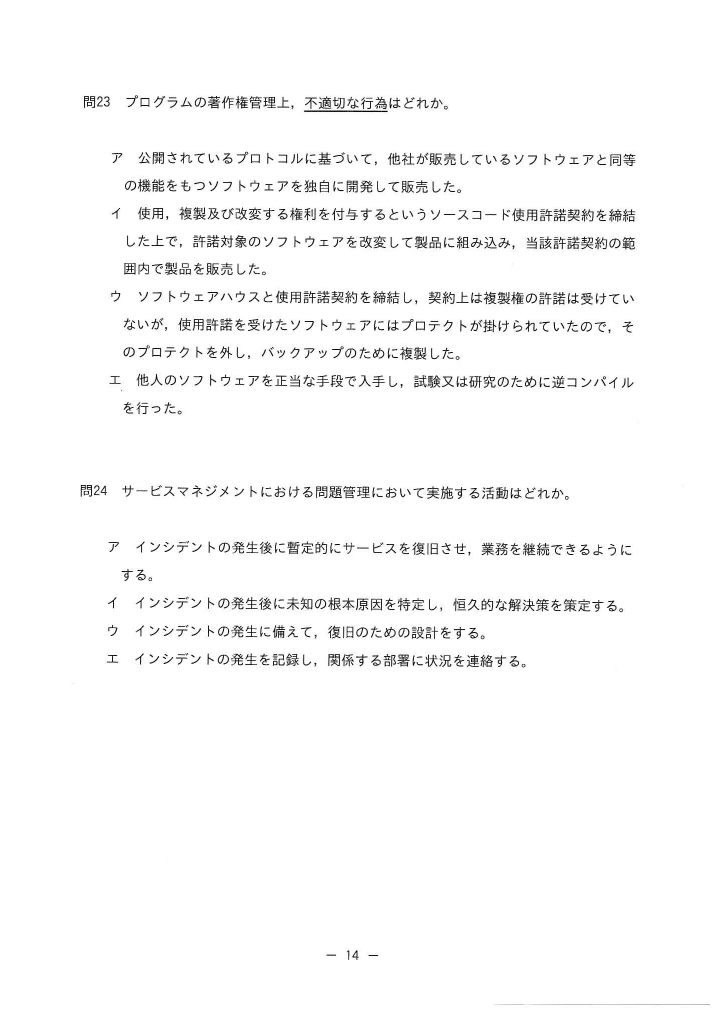 問23　プログラムの著作権管理上，不適切な行為はどれか。
ア　公開されているプロトコルに基づいて，他社が販売しているソフトウェアと同等
の機能をもつソフトウェアを独自に開発して販売した。
イ　使用，複製及び改変する権利を付与するというソースコード使用許諾契約を締結
した上で，許諾対象のソフトウェアを改変して製品に組み込み，当該許諾契約の範
囲内で製品を販売した。
ウ　ソフトウェアハウスと使用許諾契約を締結し，契約上は複製権の許諾は受けてい
ないが，使用許諾を受けたソフトウェアにはプロテクトが掛けられていたので，そ
のプロテクトを外し，バックアップのために複製した。
エ　他人のソフトウェアを正当な手段で入手し，試験又は研究のために逆コンパイル
を行った。
問24　サービスマネジメントにおける問題管理において実施する活動はどれか。
ア　インシデントの発生後に暫定的にサービスを復旧させ，業務を継続できるように
する。
イ　インシデントの発生後に未知の根本原因を特定し，恒久的な解決策を策定する。
ウ　インシデントの発生に備えて，復旧のための設計をする。
エ　インシデントの発生を記録し，関係する部署に状況を連絡する。
－ 14 －